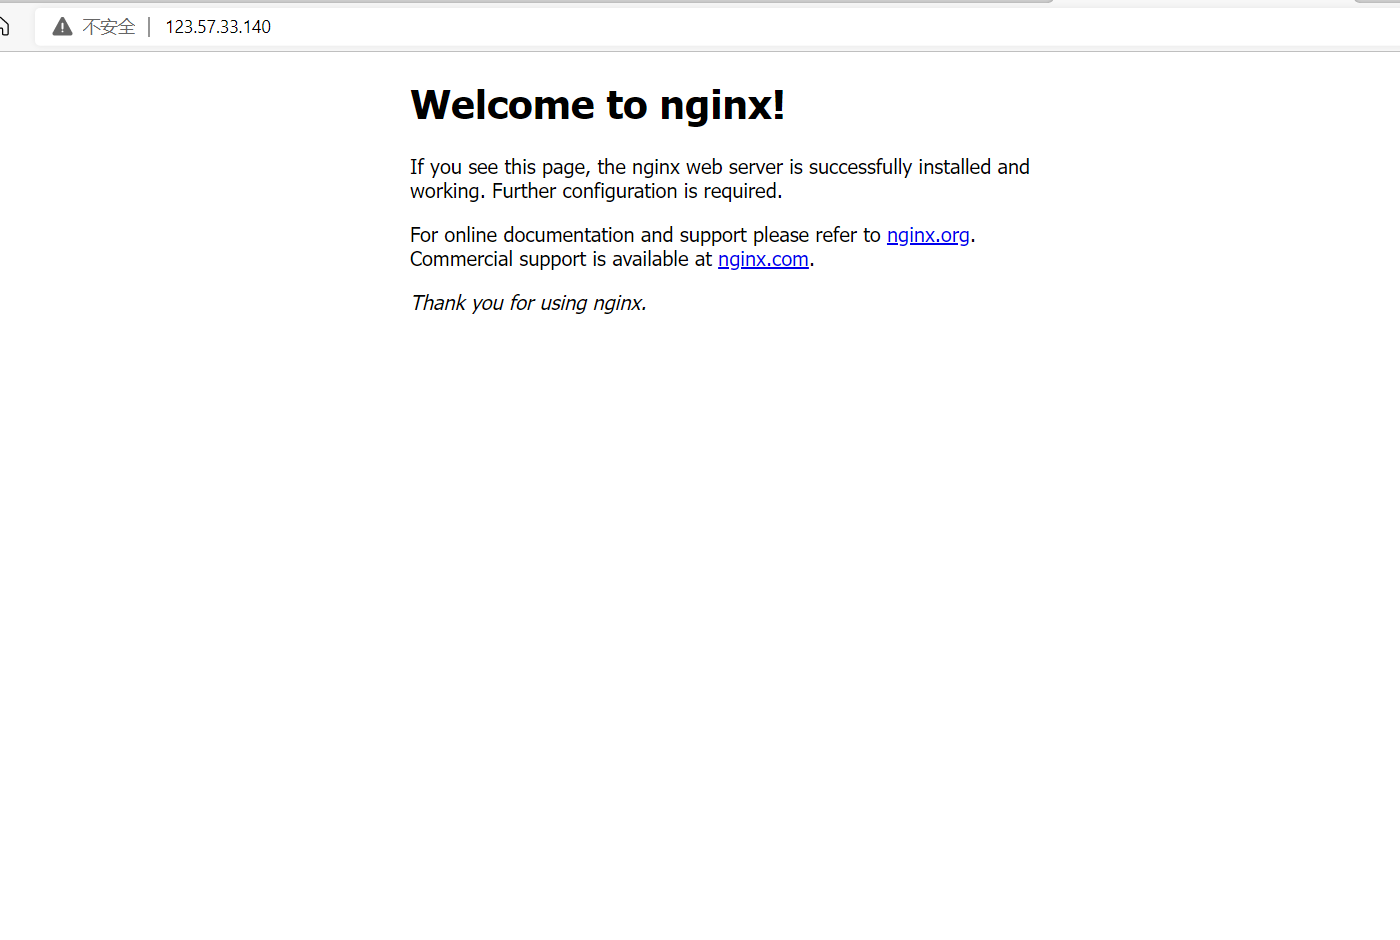 不安全 | 123.57.33.140
Welcome to nginx!
If you see this page, the nginx web server is successfully installed and
working. Further configuration is required.
For online documentation and support please refer to nginx.org.
Commercial support is available at nginx.com.
Thank you for using nginx.